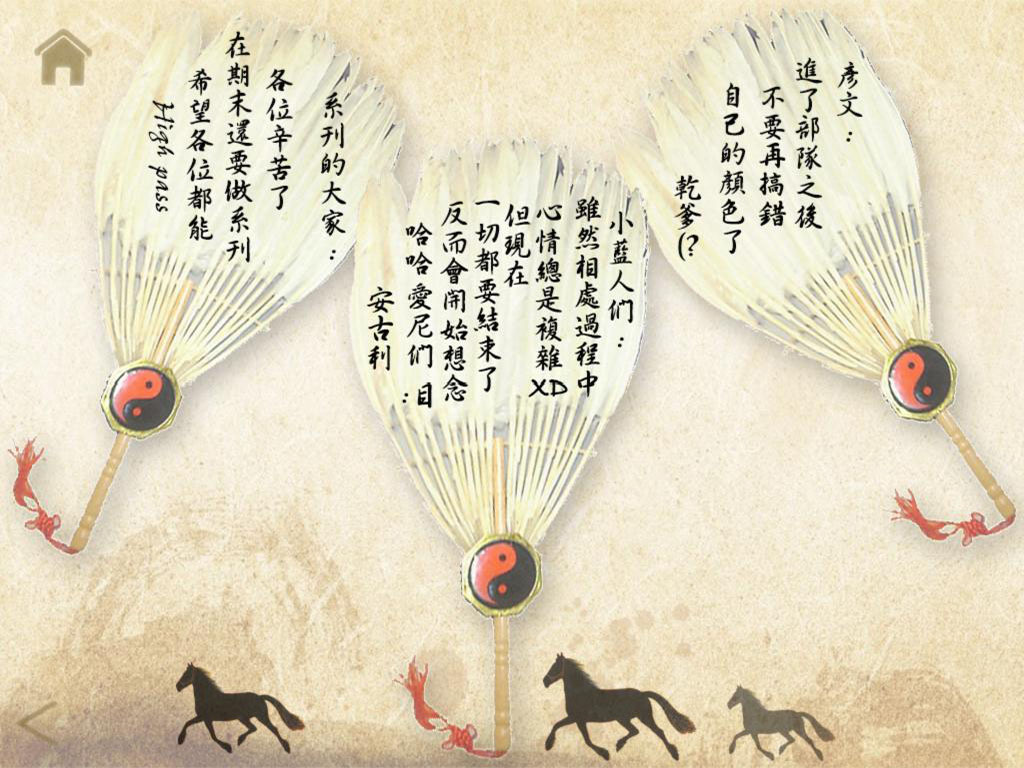 彥文：
進了部隊之後
不要再搞錯
自己的顏色了
乾爹(?
小藍人们：
雖然相處過程中
心情總是複雜XD
但現在
一切都要結束了
反而會開始想念
哈哈 愛尼们：目
安古利
系刊的大家：
各位辛苦了
在期末還要做系刊
希望各位都能
High pass